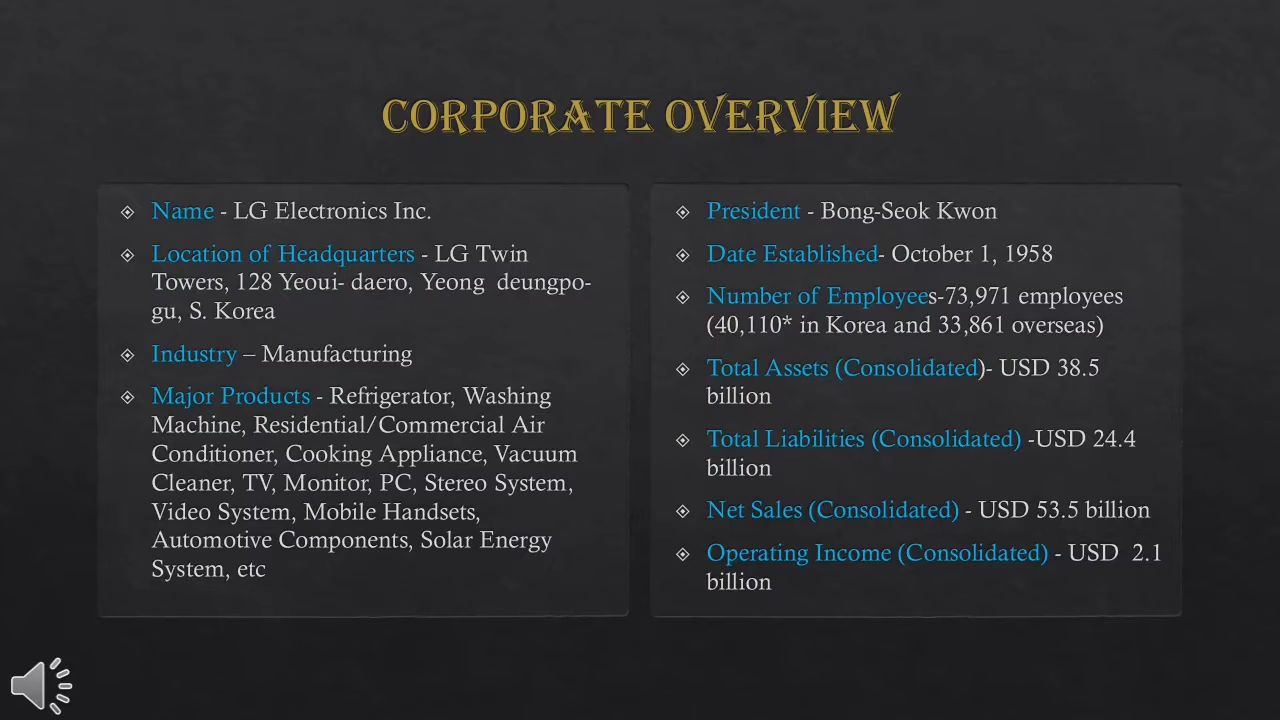 CORPORATE OVERVIEW
Name - LG Electronics Inc.
Location of Headquarters - LG Twin
Towers, 128 Yeoui- daero, Yeong  deungpo-
gu, S. Korea
Industry – Manufacturing
Major Products - Refrigerator, Washing
Machine, Residential/Commercial Air
Conditioner, Cooking Appliance, Vacuum
Cleaner, TV, Monitor, PC, Stereo System,
Video System, Mobile Handsets,
Automotive Components, Solar Energy
System, etc
President - Bong-Seok Kwon
Date Established- October 1, 1958
Number of Employees-73,971 employees
(40,110* in Korea and 33,861 overseas)
Total Assets (Consolidated)- USD 38.5
billion
Total Liabilities (Consolidated) -USD 24.4
billion
Net Sales (Consolidated) - USD 53.5 billion
Operating Income (Consolidated) - USD  2.1
billion